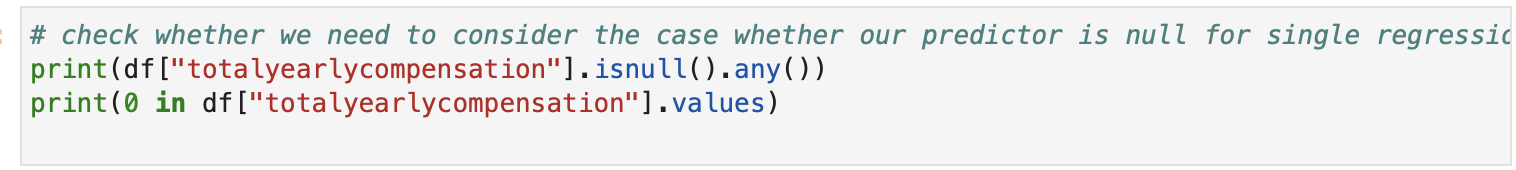 # check whether we need to consider the case whether our predictor is null for single
print(df["totalyearlycompensation"].isnull().any())
print(0 in df["totalyearlycompensation"].values)